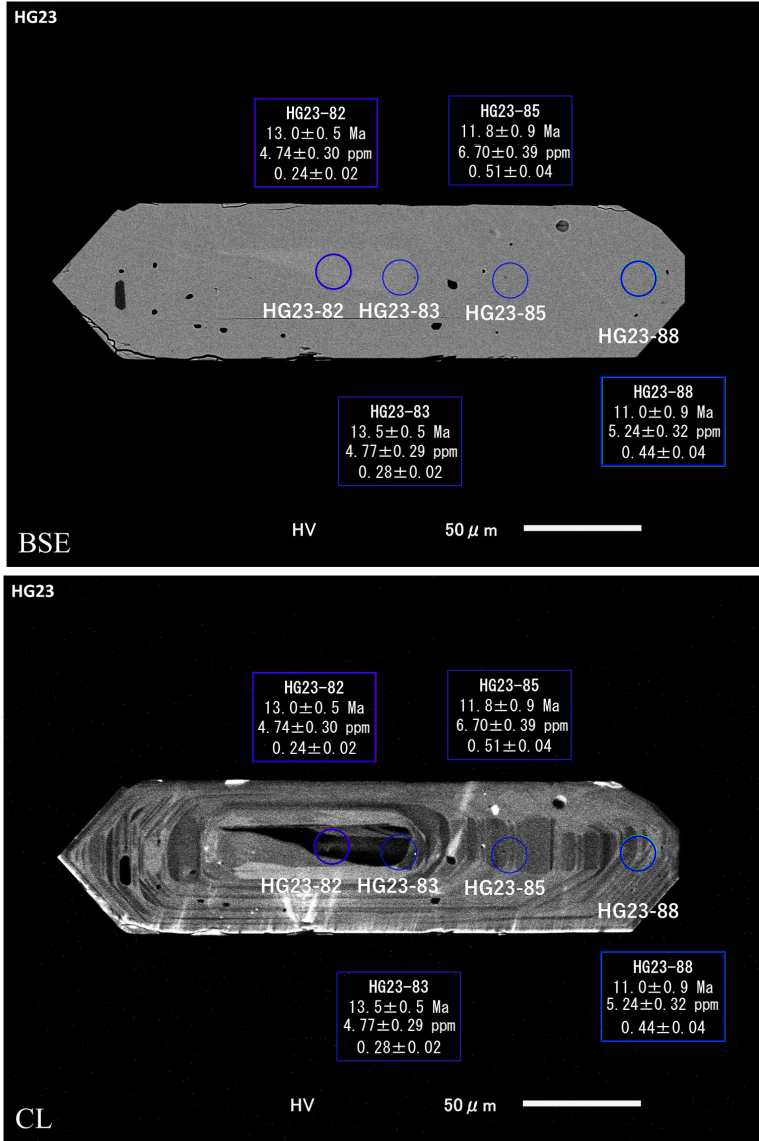 HG23
HG23-82
13.0±0.5 Ma
4.74±0.30 ppm
0.24±0.02
HG23-85
11.8±0.9 Ma
6.70±0.39 ppm
0.51±0.04
HG23-82
HG23-83
HG23-85
HG23-88
HG23-83
13.5±0.5 Ma
4.77±0.29 ppm
0.28±0.02
HG23-88
11.0±0.9 Ma
5.24±0.32 ppm
0.44±0.04
BSE
HV
50μm
HG23
HG23-82
13.0±0.5 Ma
4.74±0.30 ppm
0.24±0.02
HG23-85
11.8±0.9 Ma
6.70±0.39 ppm
0.51±0.04
HG23-82
HG23-83
HG23-85
HG23-88
HG23-83
13.5±0.5 Ma
4.77±0.29 ppm
0.28±0.02
HG23-88
11.0±0.9 Ma
5.24±0.32 ppm
0.44±0.04
CL
HV
50μm